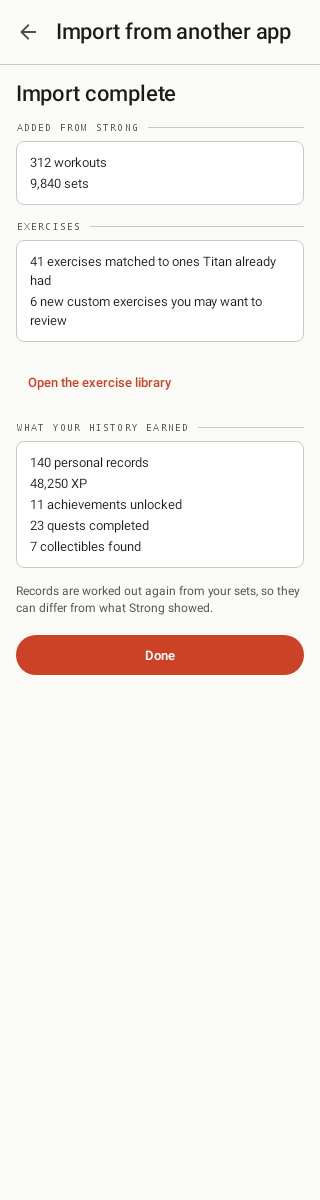 Import from another app
Import complete
ADDED FROM STRONG
312 workouts
9,840 sets
EXERCISES
41 exercises matched to ones Titan already
had
6 new custom exercises you may want to
review
Open the exercise library
WHAT YOUR HISTORY EARNED
140 personal records
48,250 XP
11 achievements unlocked
23 quests completed
7 collectibles found
Records are worked out again from your sets, so they
can differ from what Strong showed.
Done